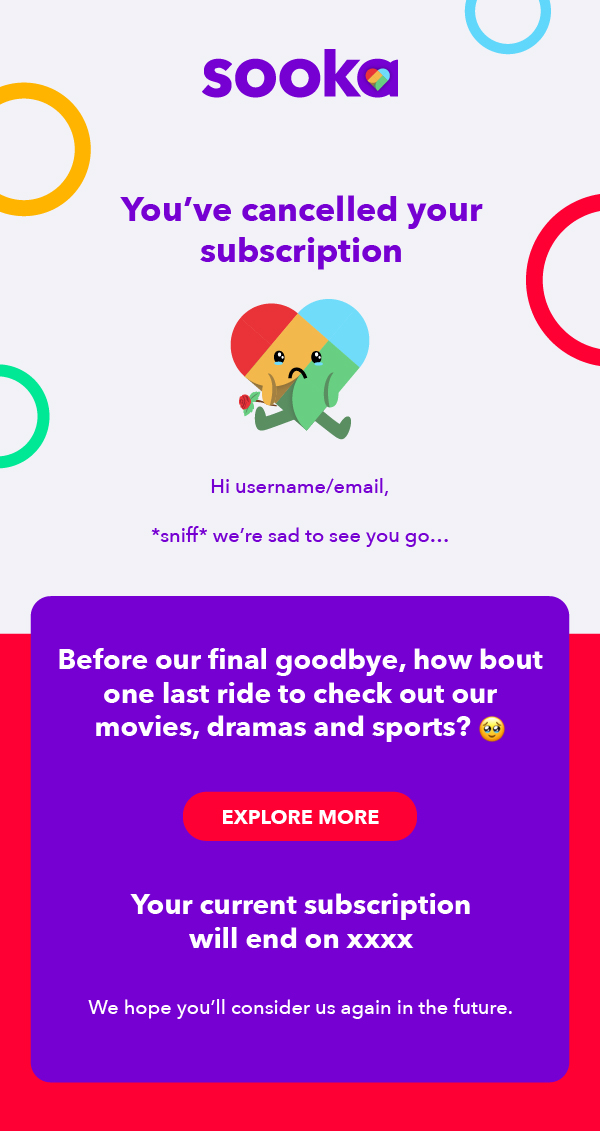 sooka
You’ve cancelled your
subscription
Hi username/email,
*sniff* we’re sad to see you go…
Before our final goodbye, how bout
one last ride to check out our
movies, dramas and sports? 🥹
EXPLORE MORE
Your current subscription
will end on xxxx
We hope you’ll consider us again in the future.